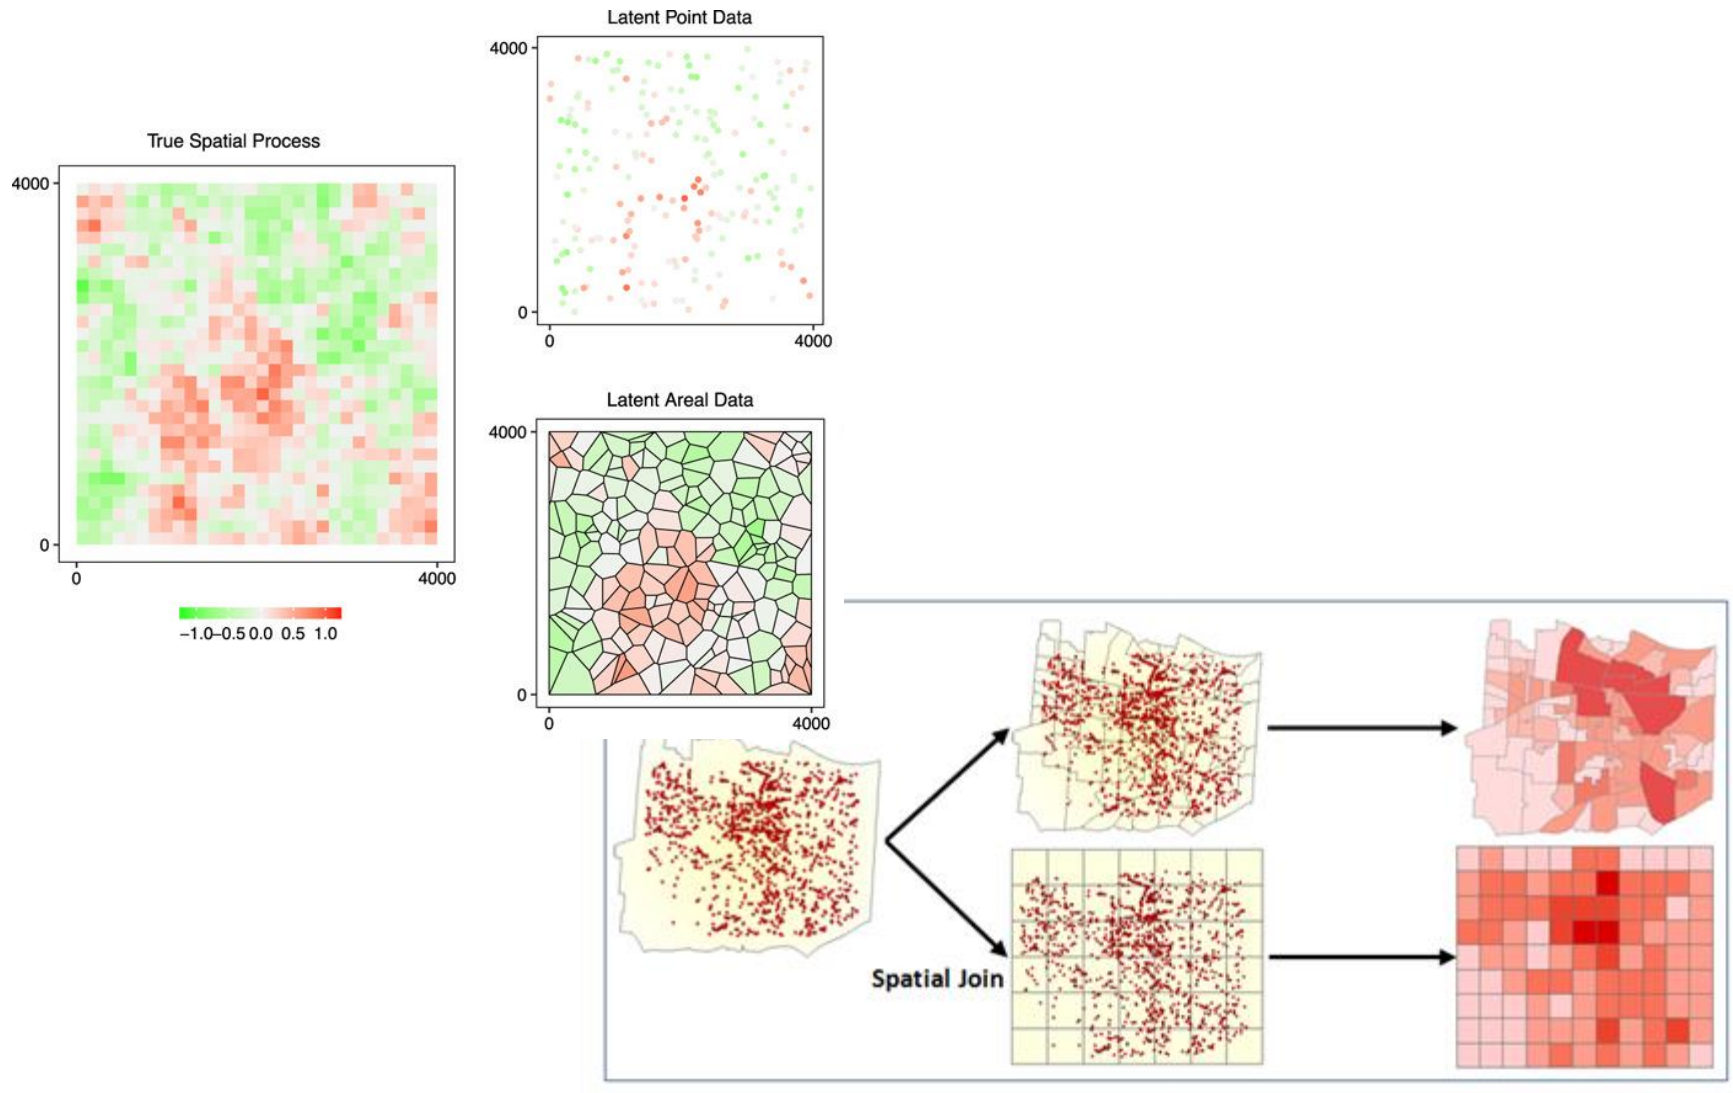 Latent Point Data
4000
0
0 4000
True Spatial Process
4000
0
0 4000
−1.0−0.5 0.0 0.5 1.0
Latent Areal Data
4000
0
0 4000
Spatial Join